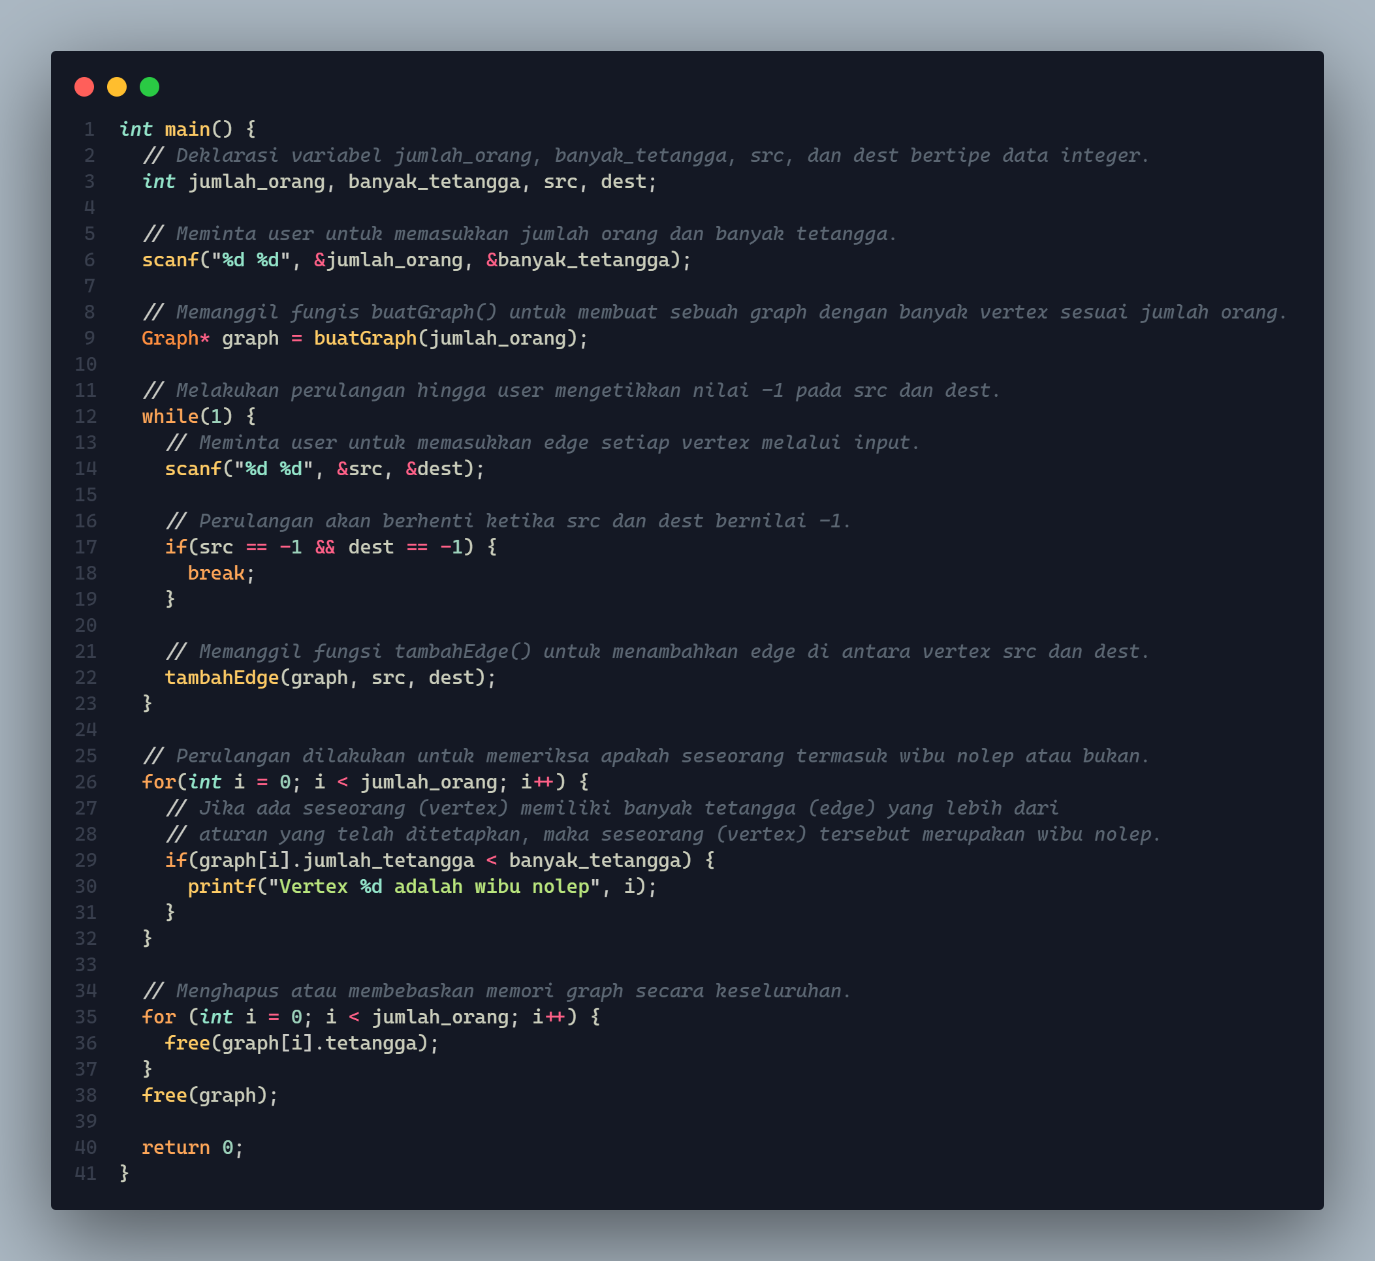 1 int main() {
2 // Deklarasi variabel jumlah_orang, banyak_tetangga, src, dan dest bertipe data integer.
3 int jumlah_orang, banyak_tetangga, src, dest;
4
5 // Meminta user untuk memasukkan jumlah orang dan banyak tetangga.
6 scanf("%d %d", &jumlah_orang, &banyak_tetangga);
7
8 // Memanggil fungis buatGraph() untuk membuat sebuah graph dengan banyak vertex sesuai jumlah orang.
9 Graph* graph = buatGraph(jumlah_orang);
10
11 // Melakukan perulangan hingga user mengetikkan nilai -1 pada src dan dest.
12 while(1) {
13 // Meminta user untuk memasukkan edge setiap vertex melalui input.
14 scanf("%d %d", &src, &dest);
15
16 // Perulangan akan berhenti ketika src dan dest bernilai -1.
17 if(src == -1 && dest == -1) {
18 break;
19 }
20
21 // Memanggil fungsi tambahEdge() untuk menambahkan edge di antara vertex src dan dest.
22 tambahEdge(graph, src, dest);
23 }
24
25 // Perulangan dilakukan untuk memeriksa apakah seseorang termasuk wibu nolep atau bukan.
26 for(int i = 0; i < jumlah_orang; i++) {
27 // Jika ada seseorang (vertex) memiliki banyak tetangga (edge) yang lebih dari
28 // aturan yang telah ditetapkan, maka seseorang (vertex) tersebut merupakan wibu nolep.
29 if(graph[i].jumlah_tetangga < banyak_tetangga) {
30 printf("Vertex %d adalah wibu nolep", i);
31 }
32 }
33
34 // Menghapus atau membebaskan memori graph secara keseluruhan.
35 for (int i = 0; i < jumlah_orang; i++) {
36 free(graph[i].tetangga);
37 }
38 free(graph);
39
40 return 0;
41 }